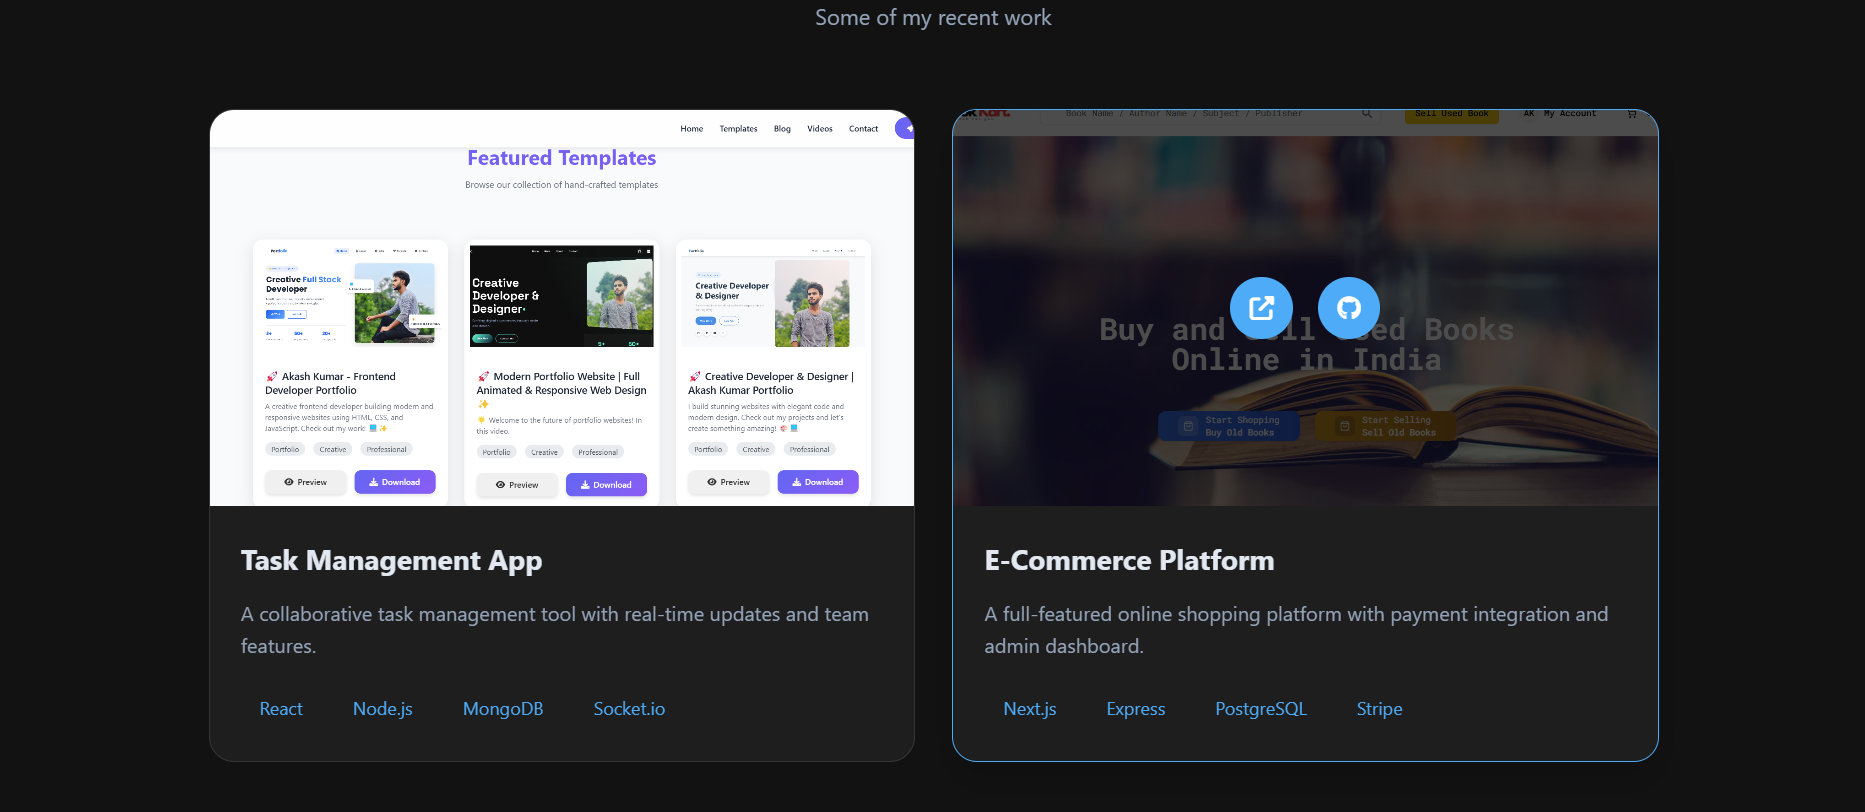 Some of my recent work
Home Templates Blog Videos Contact
Featured Templates
Browse our collection of hand-crafted templates
Portfolio
Creative Full Stack
Developer
🚀 Akash Kumar - Frontend
Developer Portfolio
A creative frontend developer building modern and
responsive websites using HTML, CSS, and
JavaScript. Check out my work! 📘 ✨
Portfolio Creative Professional
Preview Download
Creative
Developer &
Designer
🚀 Modern Portfolio Website | Full
Animated & Responsive Web Design
✨
🌟 Welcome to the future of portfolio websites! In
this video.
Portfolio Creative Professional
Preview Download
Portfolio
Creative Developer
& Designer
🚀 Creative Developer & Designer |
Akash Kumar Portfolio
I build stunning websites with elegant code and
modern design. Check out my projects and let's
create something amazing! 🎯 📘
Portfolio Creative Professional
Preview Download
Task Management App
A collaborative task management tool with real-time updates and team
features.
React Node.js MongoDB Socket.io
Kart
Book Name / Author Name / Subject / Publisher
Sell Used Book
AK My Account
Buy and Sell Used Books
Online in India
Start Shopping
Buy Old Books
Start Selling
Sell Old Books
E-Commerce Platform
A full-featured online shopping platform with payment integration and
admin dashboard.
Next.js Express PostgreSQL Stripe